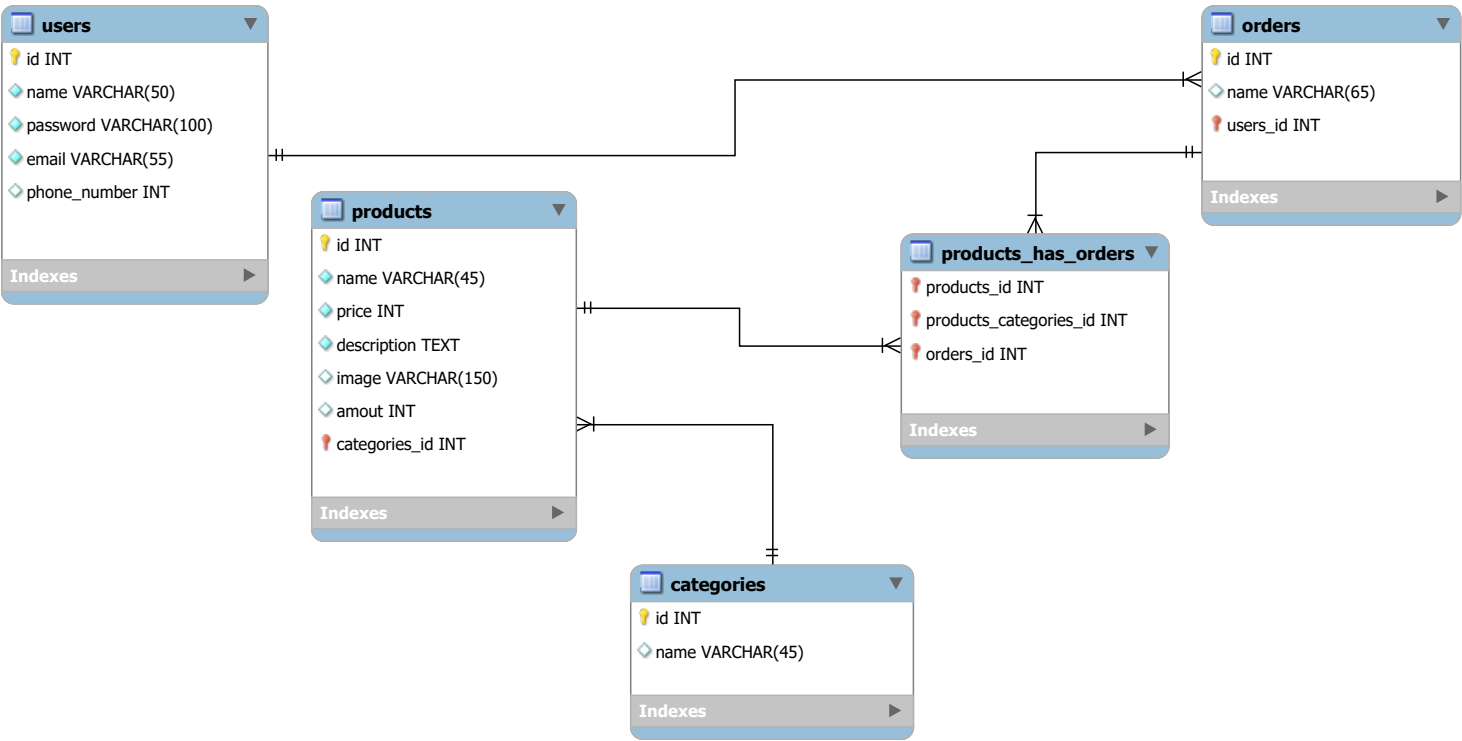 users
id INT
name VARCHAR(50)
password VARCHAR(100)
email VARCHAR(55)
phone_number INT
Indexes
products
id INT
name VARCHAR(45)
price INT
description TEXT
image VARCHAR(150)
amout INT
categories_id INT
Indexes
orders
id INT
name VARCHAR(65)
users_id INT
Indexes
products_has_orders
products_id INT
products_categories_id INT
orders_id INT
Indexes
categories
id INT
name VARCHAR(45)
Indexes